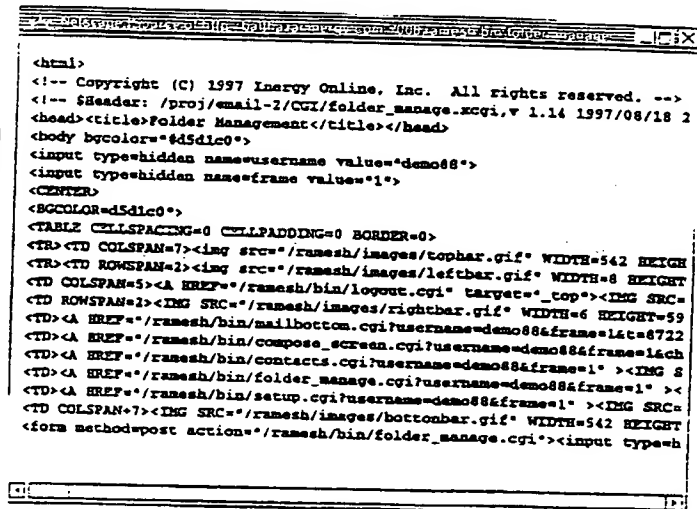 <html>
<!-- Copyright (C) 1997 Inergy Online, Inc. All rights reserved. -->
<!-- $Header: /proj/email-2/CGI/folder_manage.xcgi,v 1.14 1997/08/18 2
<head><title>Folder Management</title></head>
<body bgcolor="#d5d1c0">
<input type=hidden name=username value="demo88">
<input type=hidden name=frame value="1">
<CENTER>
<BGCOLOR=d5d1c0">
<TABLE CELLSPACING=0 CELLPADDING=0 BORDER=0>
<TR><TD COLSPAN=7><img src="/ramesh/images/tophar.gif" WIDTH=542 HEIGH
<TR><TD ROWSPAN=2><img src="/ramesh/images/leftbar.gif" WIDTH=8 HEIGHT
<TD COLSPAN=5><A HREF="/ramesh/bin/logout.cgi" target="_top"><IMG SRC=
<TD ROWSPAN=2><IMG SRC="/ramesh/images/rightbar.gif" WIDTH=6 HEIGHT=59
<TD><A HREF="/ramesh/bin/mailbottom.cgi?username=demo88&frame=1&t=8722
<TD><A HREF="/ramesh/bin/compose_screen.cgi?username=demo88&frame=1&ch
<TD><A HREF="/ramesh/bin/contacts.cgi?username=demo88&frame=1" ><IMG S
<TD><A HREF="/ramesh/bin/folder_manage.cgi?username=demo88&frame=1" ><
<TD><A HREF="/ramesh/bin/setup.cgi?username=demo88&frame=1" ><IMG SRC=
<TD COLSPAN=7><IMG SRC="/ramesh/images/bottonbar.gif" WIDTH=542 HEIGHT
<form method=post action="/ramesh/bin/folder_manage.cgi"><input type=h